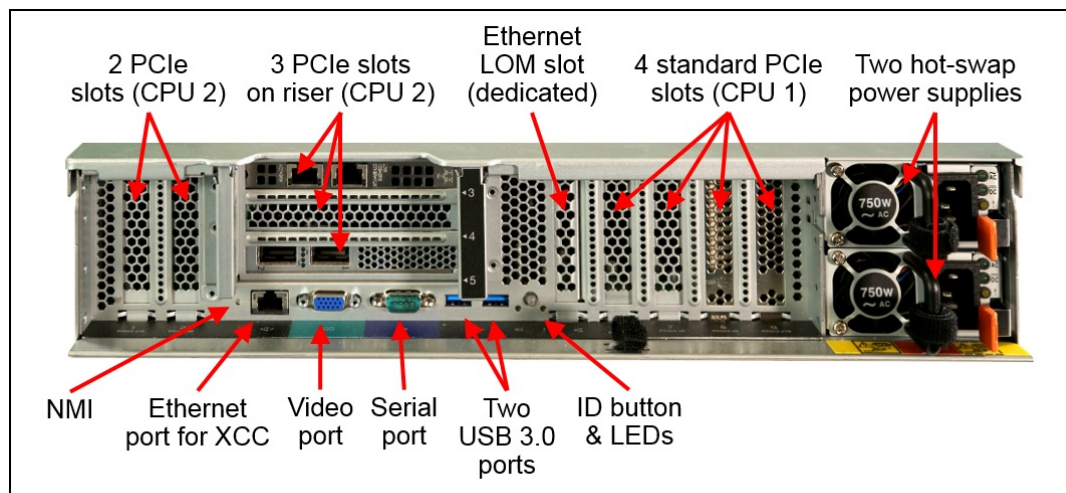 2 PCIe
slots (CPU 2)
3 PCIe slots
on riser (CPU 2)
Ethernet
LOM slot
(dedicated)
4 standard PCIe
slots (CPU 1)
Two hot-swap
power supplies
3
4
5
750W
AC
750W
AC
NMI
Ethernet
port for XCC
Video
port
Serial
port
Two
USB 3.0
ports
ID button
& LEDs